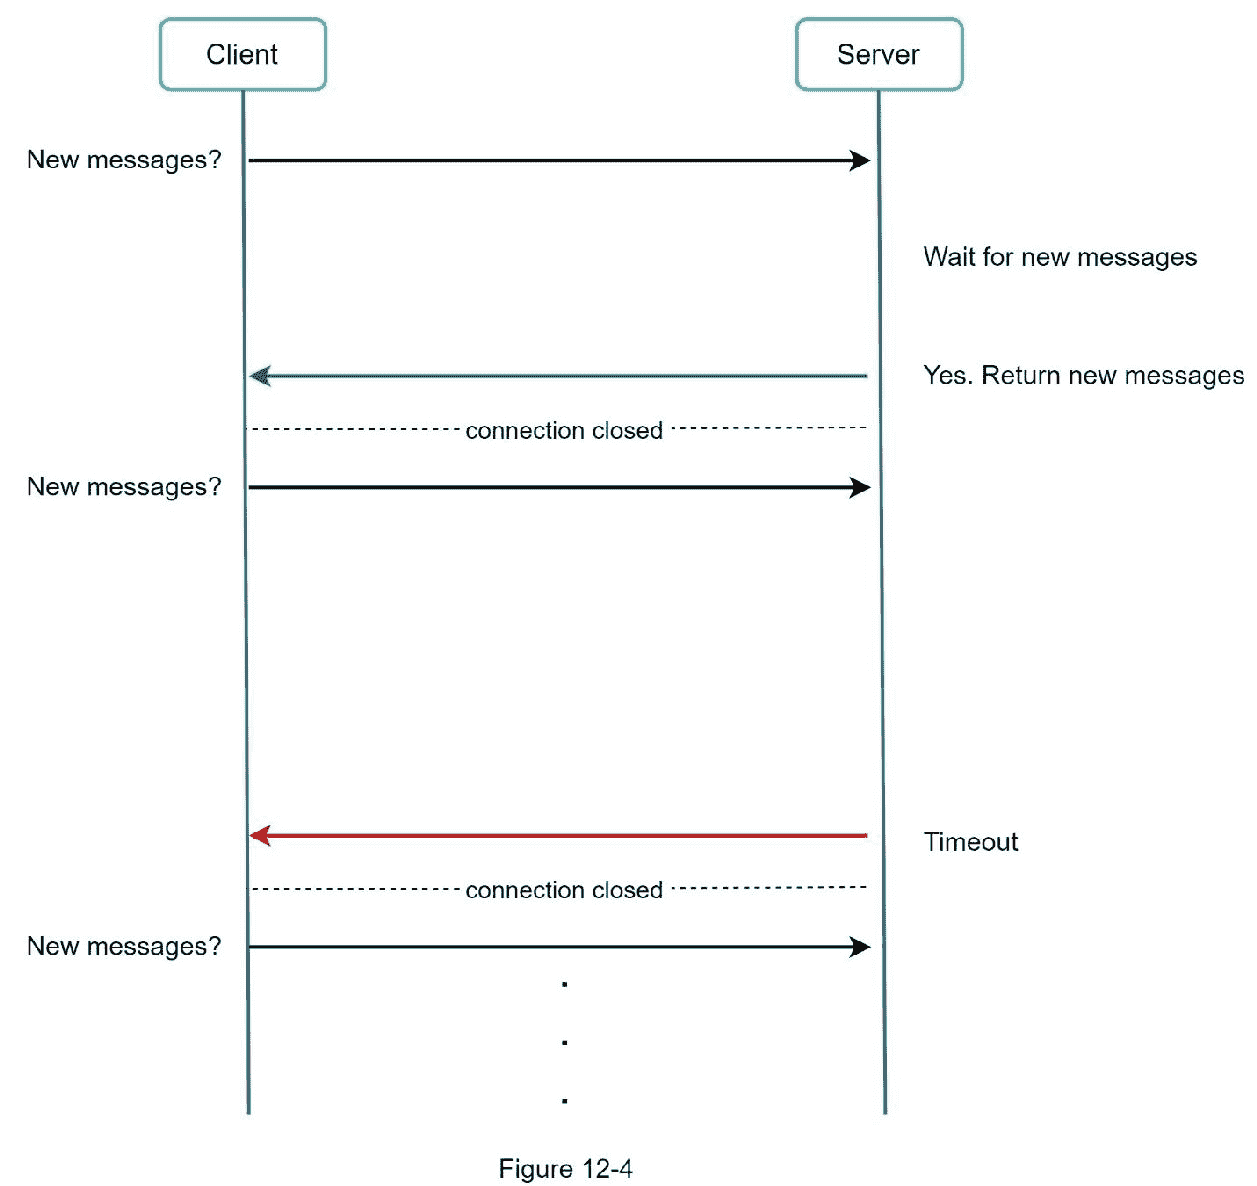 Client
Server
New messages?
Wait for new messages
Yes. Return new messages
connection closed
New messages?
Timeout
connection closed
New messages?
Figure 12-4